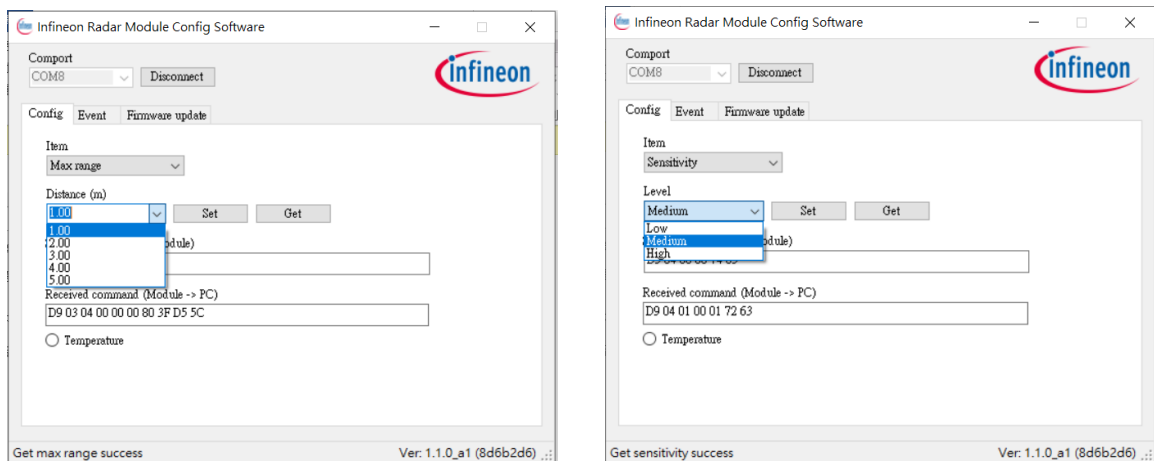 Infineon Radar Module Config Software
Comport
COM8
Disconnect
infineon
Config
Event
Firmware update
Item
Max range
Distance (m)
1.00
Set
Get
1.00
2.00
3.00
4.00
5.00
Received command (Module -> PC)
D9 03 04 00 00 00 80 3F D5 5C
Temperature
Get max range success
Ver: 1.1.0_a1 (8d6b2d6)
Infineon Radar Module Config Software
Comport
COM8
Disconnect
infineon
Config
Event
Firmware update
Item
Sensitivity
Level
Medium
Set
Get
Low
Medium
High
Received command (Module -> PC)
D9 04 01 00 01 72 63
Temperature
Get sensitivity success
Ver: 1.1.0_a1 (8d6b2d6)